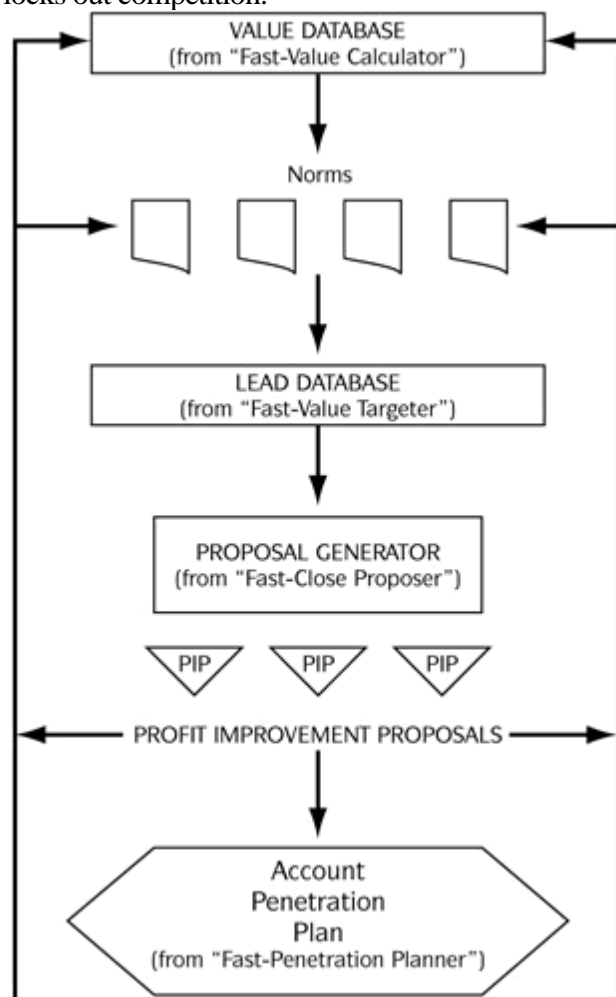 locks out competition.
VALUE DATABASE
(from “Fast-Value Calculator”)
Norms
LEAD DATABASE
(from “Fast-Value Targeter”)
PROPOSAL GENERATOR
(from “Fast-Close Proposer”)
PIP PIP PIP
PROFIT IMPROVEMENT PROPOSALS
Account
Penetration
Plan
(from “Fast-Penetration Planner”)